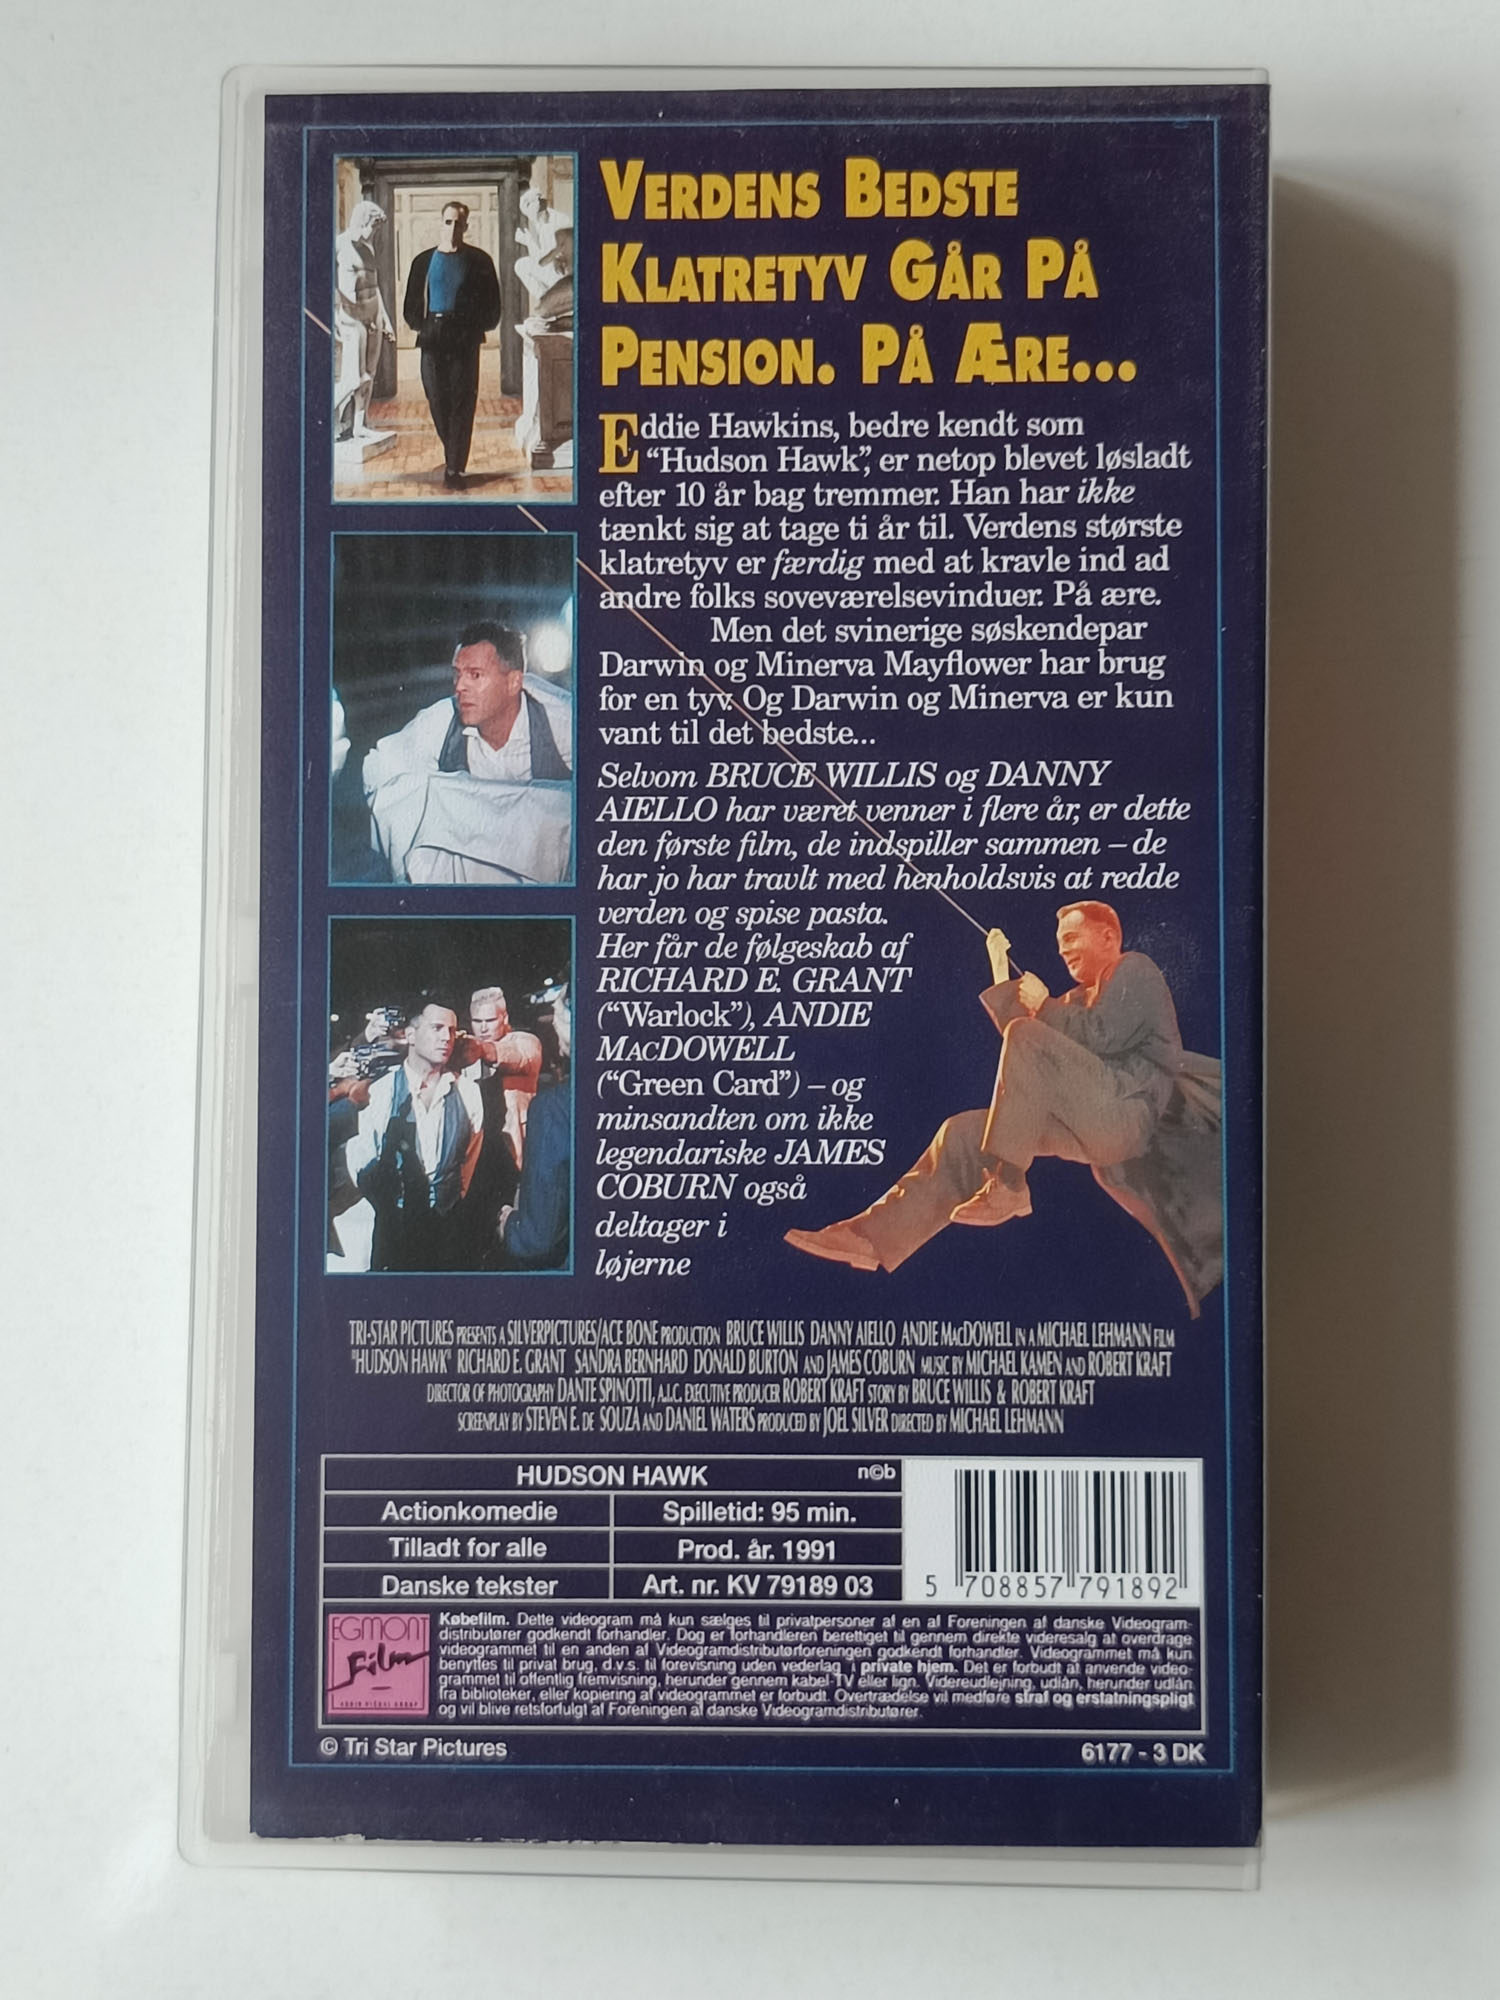 VERDENS BEDSTE
KLATRETYV GÅR PÅ
PENSION. PÅ ÆRE...
Eddie Hawkins, bedre kendt som
“Hudson Hawk”, er netop blevet løsladt
efter 10 år bag tremmer. Han har ikke
tænkt sig at tage ti år til. Verdens største
klatretyv er færdig med at kravle ind ad
andre folks soveværelsevinduer. På ære.
Men det svinerige søskendepar
Darwin og Minerva Mayflower har brug
for en tyv. Og Darwin og Minerva er kun
vant til det bedste...
Selvom BRUCE WILLIS og DANNY
AIELLO har været venner i flere år, er dette
den første film, de indspiller sammen – de
har jo har travlt med henholdsvis at redde
verden og spise pasta.
Her får de følgeskab af
RICHARD E. GRANT
(“Warlock”), ANDIE
MACDOWELL
(“Green Card”) – og
minsandten om ikke
legendariske JAMES
COBURN også
deltager i
løjerne
TRI-STAR PICTURES PRESENTS A SILVERPICTURES/ACE BONE PRODUCTION BRUCE WILLIS DANNY AIELLO ANDIE MACDOWELL IN A MICHAEL LEHMANN FILM
"HUDSON HAWK" RICHARD E. GRANT SANDRA BERNHARD DONALD BURTON AND JAMES COBURN MUSIC BY MICHAEL KAMEN AND ROBERT KRAFT
DIRECTOR OF PHOTOGRAPHY DANTE SPINOTTI, A.I.C. EXECUTIVE PRODUCER ROBERT KRAFT STORY BY BRUCE WILLIS & ROBERT KRAFT
SCREENPLAY BY STEVEN E. DE SOUZA AND DANIEL WATERS PRODUCED BY JOEL SILVER DIRECTED BY MICHAEL LEHMANN
HUDSON HAWK n©b
Actionkomedie Spilletid: 95 min.
Tilladt for alle Prod. år. 1991
Danske tekster Art. nr. KV 79189 03
5 708857 791892
EGMONT
Film
AUDIO VISUAL GROUP
Købefilm. Dette videogram må kun sælges til privatpersoner af en af Foreningen af danske Videogram-
distributører godkendt forhandler. Dog er forhandleren berettiget til gennem direkte videresalg at overdrage
videogrammet til en anden af Videogramdistributørforeningen godkendt forhandler. Videogrammet må kun
benyttes til privat brug, d.v.s. til forevisning uden vederlag i private hjem. Det er forbudt at anvende video-
grammet til offentlig fremvisning, herunder gennem kabel-TV eller lign. Videreudlejning, udlån, herunder udlån
fra biblioteker, eller kopiering af videogrammet er forbudt. Overtrædelse vil medføre straf og erstatningspligt
og vil blive retsforfulgt af Foreningen af danske Videogramdistributører.
© Tri Star Pictures 6177 - 3 DK